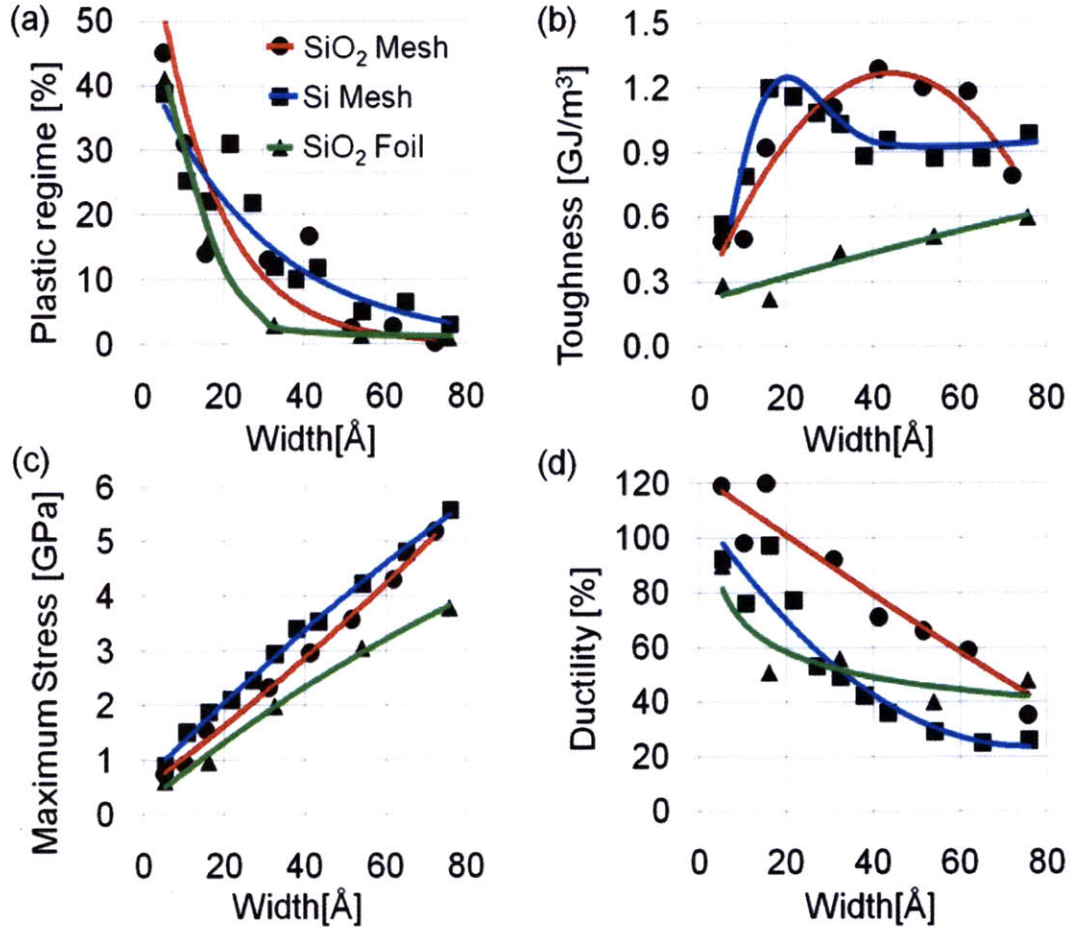 (a)
50
40
30
20
10
0
Plastic regime [%]
SiO₂ Mesh
Si Mesh
SiO₂ Foil
0 20 40 60 80
Width[Å]
(b)
1.5
1.2
0.9
0.6
0.3
0.0
Toughness [GJ/m³]
0 20 40 60 80
Width[Å]
(c)
6
5
4
3
2
1
0
Maximum Stress [GPa]
0 20 40 60 80
Width[Å]
(d)
120
100
80
60
40
20
0
Ductility [%]
0 20 40 60 80
Width[Å]